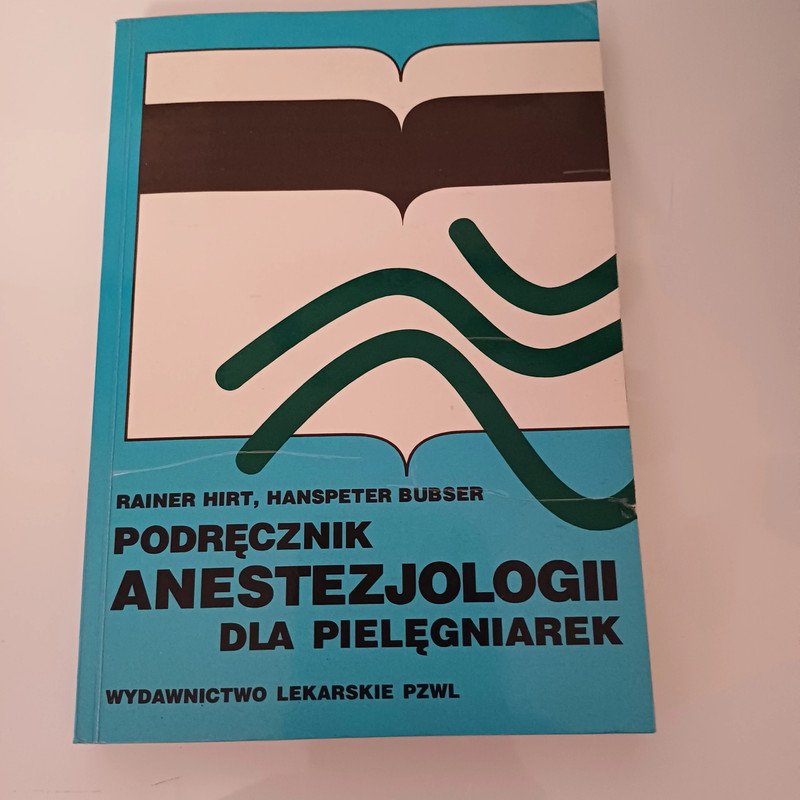 RAINER HIRT, HANSPETER BUBSER
PODRĘCZNIK
ANESTEZJOLOGII
DLA PIELĘGNIAREK
WYDAWNICTWO LEKARSKIE PZWL